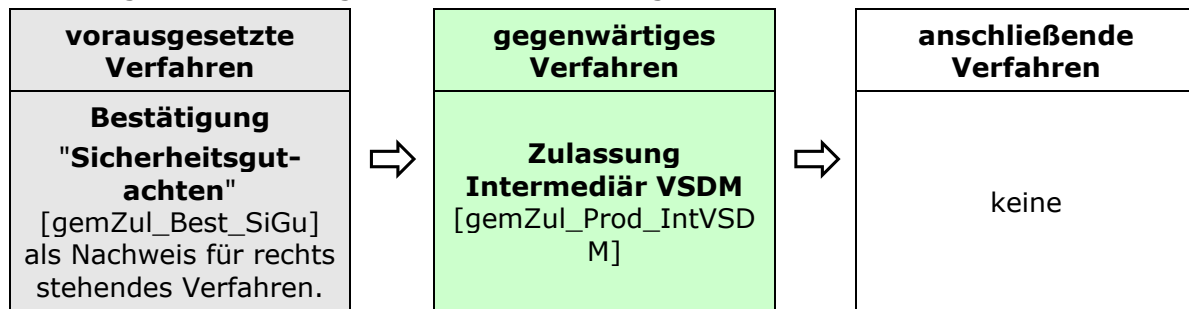 vorausgesetzte
Verfahren
Bestätigung
"Sicherheitsgut-
achten"
[gemZul_Best_SiGu]
als Nachweis für rechts
stehendes Verfahren.
gegenwärtiges
Verfahren
Zulassung
Intermediär VSDM
[gemZul_Prod_IntVSD
M]
anschließende
Verfahren
keine